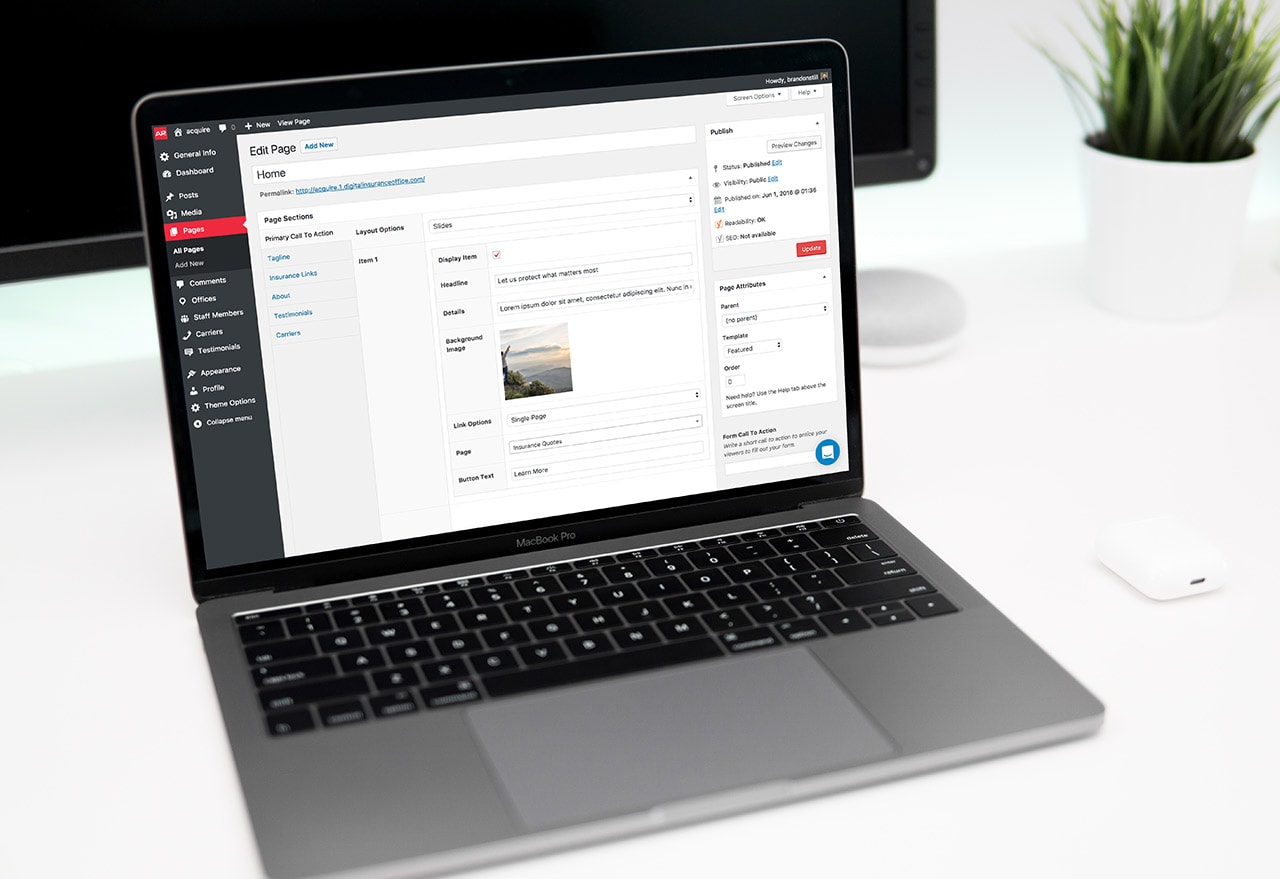 AR acquire 0 + New View Page Howdy, brandonstill
Screen Options Help
General Info
Dashboard
Posts
Media
Pages
All Pages
Add New
Comments
Offices
Staff Members
Carriers
Testimonials
Appearance
Profile
Theme Options
Collapse menu
Edit Page Add New
Home
Permalink: http://acquire.1.digitalinsuranceoffice.com/
Page Sections
Primary Call To Action
Tagline
Insurance Links
About
Testimonials
Carriers
Layout Options
Slides
Item 1
Display Item
Headline Let us protect what matters most
Details Lorem ipsum dolor sit amet, consectetur adipiscing elit. Nunc in
Background
Image
Link Options Single Page
Page Insurance Quotes
Button Text Learn More
Publish
Preview Changes
Status: Published Edit
Visibility: Public Edit
Published on: Jun 1, 2016 @ 01:36
Edit
Readability: OK
SEO: Not available
Update
Page Attributes
Parent
(no parent)
Template
Featured
Order
0
Need help? Use the Help tab above the
screen title.
Form Call To Action
Write a short call to action to entice your
viewers to fill out your form.
MacBook Pro
delete
enter
return
shift
command
option